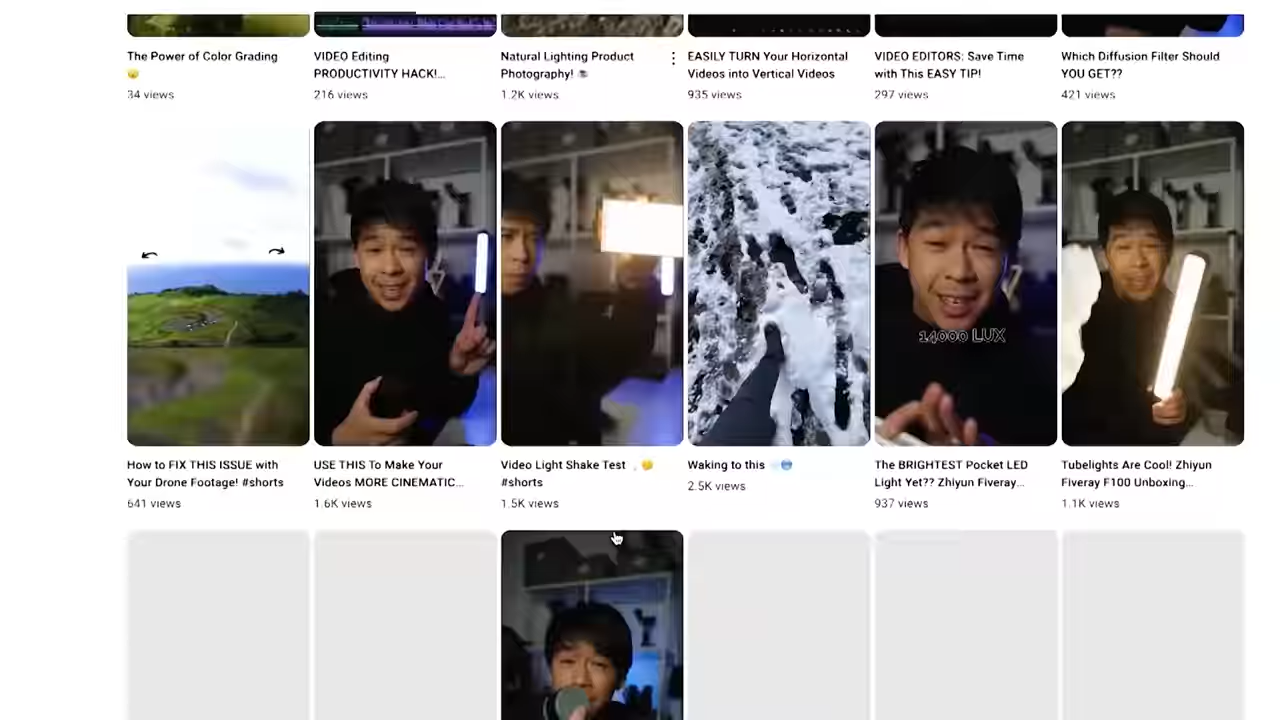 The Power of Color Grading
34 views
VIDEO Editing
PRODUCTIVITY HACK!...
216 views
Natural Lighting Product
Photography!
1.2K views
EASILY TURN Your Horizontal
Videos into Vertical Videos
935 views
VIDEO EDITORS: Save Time
with This EASY TIP!
297 views
Which Diffusion Filter Should
YOU GET??
421 views
14000 LUX
How to FIX THIS ISSUE with
Your Drone Footage! #shorts
641 views
USE THIS To Make Your
Videos MORE CINEMATIC...
1.6K views
Video Light Shake Test
#shorts
1.5K views
Waking to this
2.5K views
The BRIGHTEST Pocket LED
Light Yet?? Zhiyun Fiveray...
937 views
Tubelights Are Cool! Zhiyun
Fiveray F100 Unboxing...
1.1K views